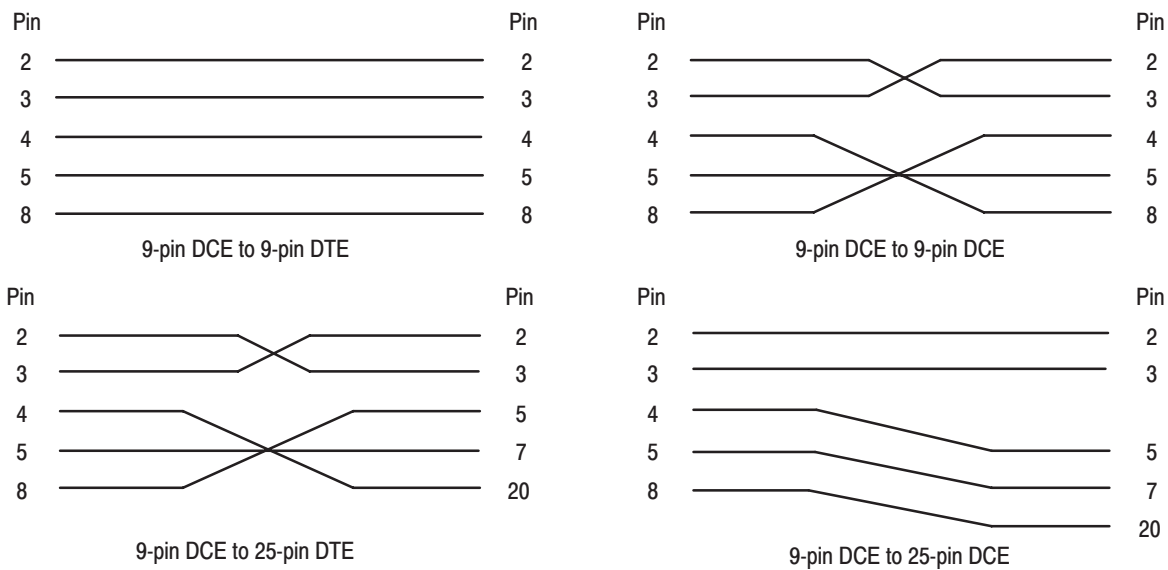 Pin Pin
2 2
3 3
4 4
5 5
8 8
9-pin DCE to 9-pin DTE
Pin Pin
2 2
3 3
4 4
5 5
8 8
9-pin DCE to 9-pin DCE
Pin Pin
2 2
3 3
4 5
5 7
8 20
9-pin DCE to 25-pin DTE
Pin Pin
2 2
3 3
4 5
5 7
8 20
9-pin DCE to 25-pin DCE